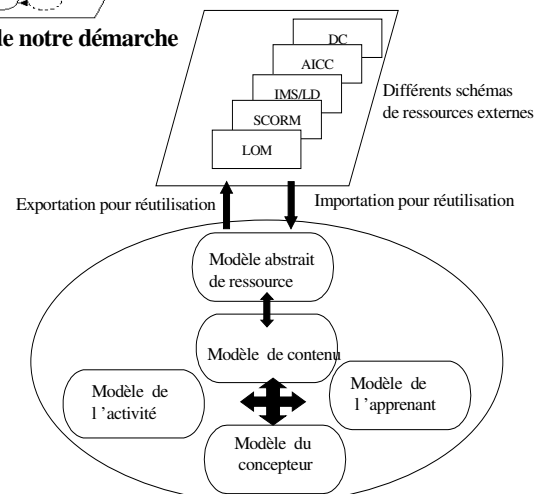 le notre démarche
DC
AICC
IMS/LD
SCORM
LOM
Différents schémas
de ressources externes
Exportation pour réutilisation
Importation pour réutilisation
Modèle abstrait
de ressource
Modèle de contenu
Modèle de
l ’activité
Modèle de
l ’apprenant
Modèle du
concepteur